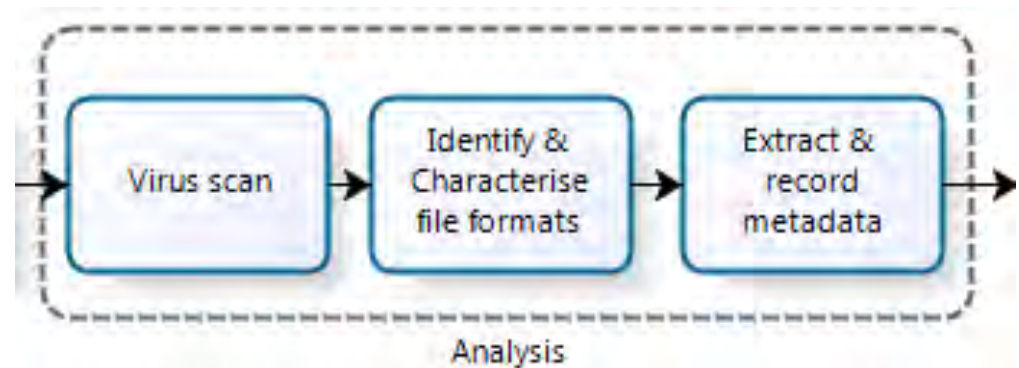 Virus scan
Identify &
Characterise
file formats
Extract &
record
metadata
Analysis